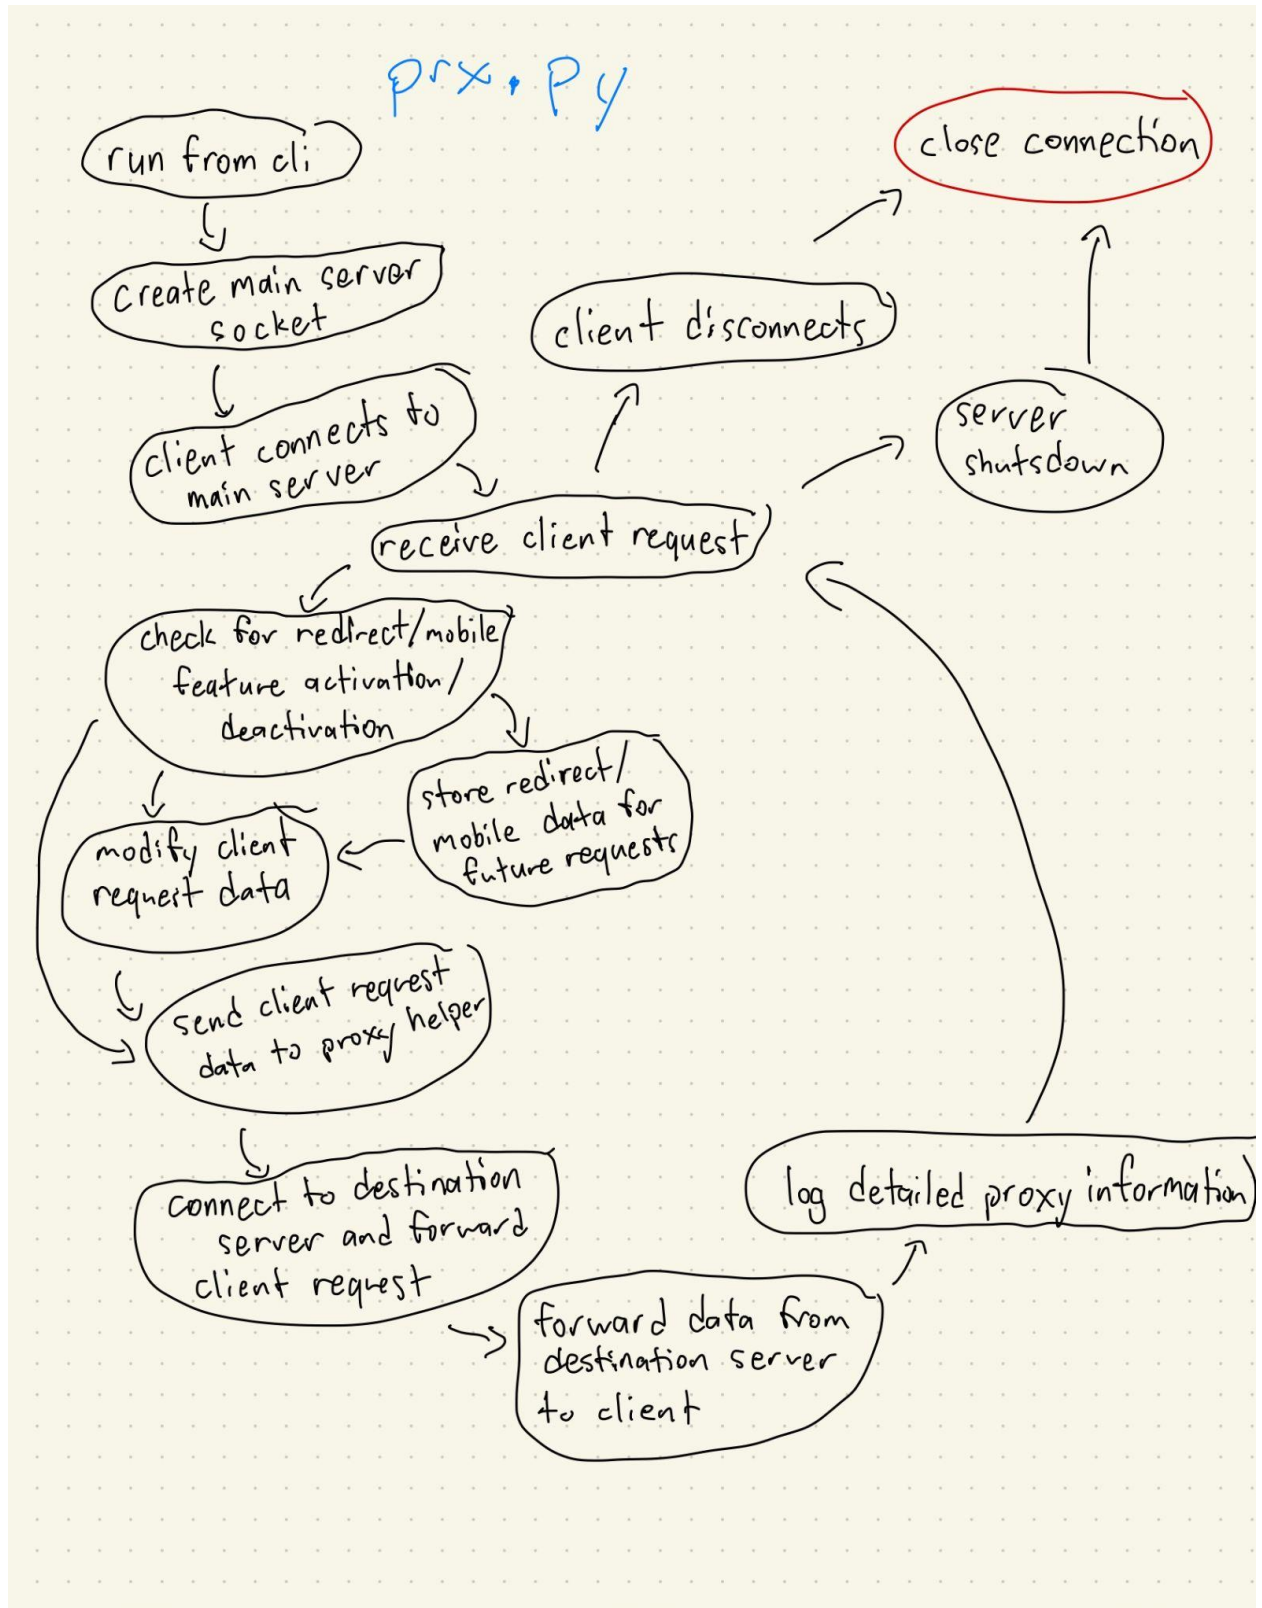 prx.py
run from cli
create main server
socket
client connects to
main server
receive client request
client disconnects
close connection
server
shutsdown
check for redirect/mobile
feature activation/
deactivation
store redirect/
mobile data for
future requests
modify client
request data
send client request
data to proxy helper
connect to destination
server and forward
client request
forward data from
destination server
to client
log detailed proxy information